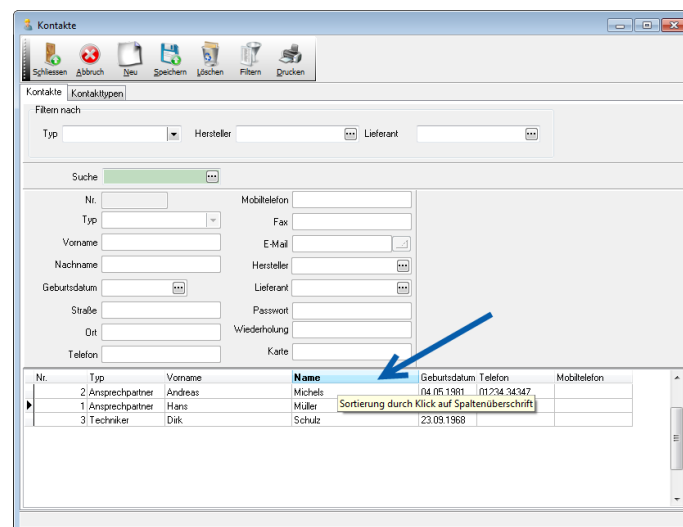 Kontakte
Schliessen Abbruch Neu Speichern Löschen Filtern Drucken
Kontakte Kontakttypen
Filtern nach
Typ Hersteller Lieferant
Suche
Nr. Mobiltelefon
Typ Fax
Vorname E-Mail
Nachname Hersteller
Geburtsdatum Lieferant
Straße Passwort
Ort Wiederholung
Telefon Karte
Nr. Typ Vorname Name Geburtsdatum Telefon Mobiltelefon
2 Ansprechpartner Andreas Michels 04.05.1981 01234.34347
1 Ansprechpartner Hans Müller
Sortierung durch Klick auf Spaltenüberschrift
3 Techniker Dirk Schulz 23.09.1968